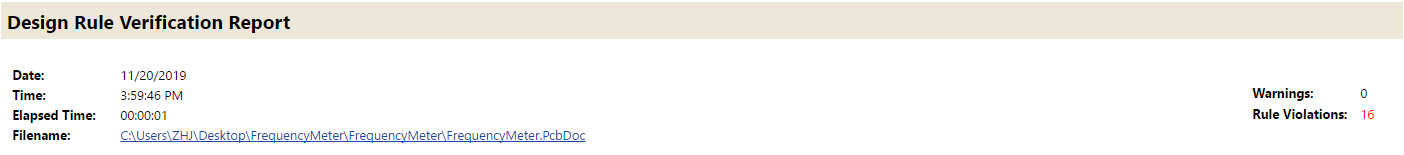 Design Rule Verification Report
Date: 11/20/2019
Time: 3:59:46 PM
Elapsed Time: 00:00:01
Filename: C:\Users\ZHJ\Desktop\FrequencyMeter\FrequencyMeter\FrequencyMeter.PcbDoc
Warnings: 0
Rule Violations: 16